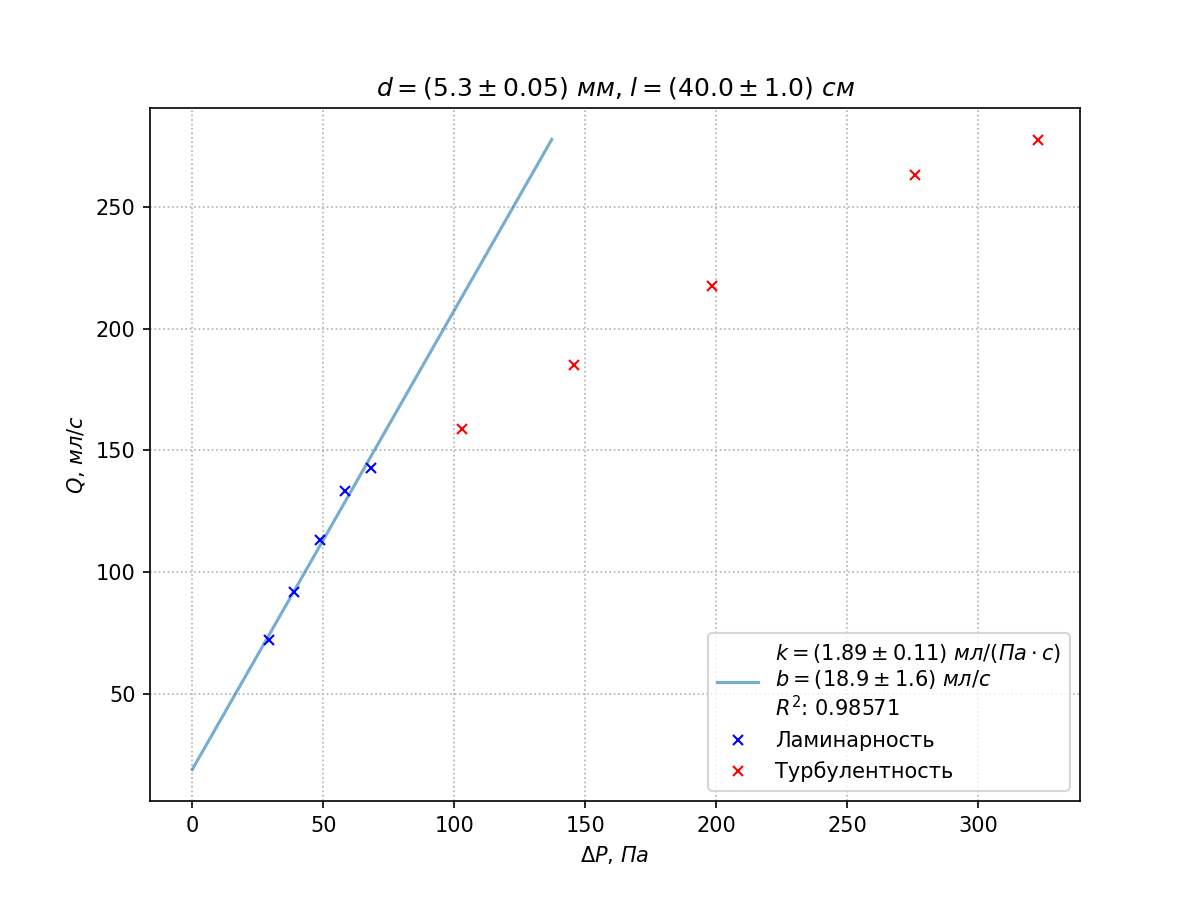 d = (5.3 ± 0.05) мм, l = (40.0 ± 1.0) см
250
200
150
100
50
Q, мл/с
0 50 100 150 200 250 300
ΔP, Па
k = (1.89 ± 0.11) мл/(Па · с)
b = (18.9 ± 1.6) мл/с
R²: 0.98571
Ламинарность
Турбулентность